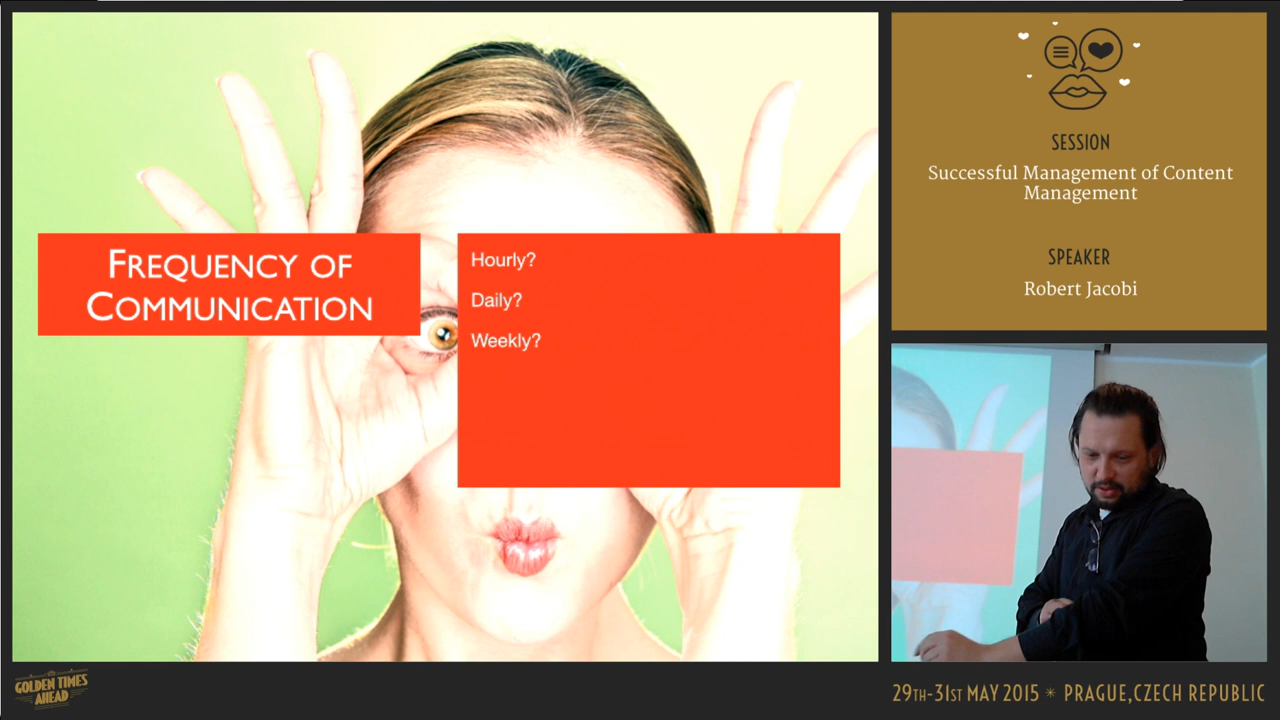 FREQUENCY OF
COMMUNICATION
Hourly?
Daily?
Weekly?
SESSION
Successful Management of Content
Management
SPEAKER
Robert Jacobi
GOLDEN TIMES
AHEAD
29TH-31ST MAY 2015 * PRAGUE,CZECH REPUBLIC